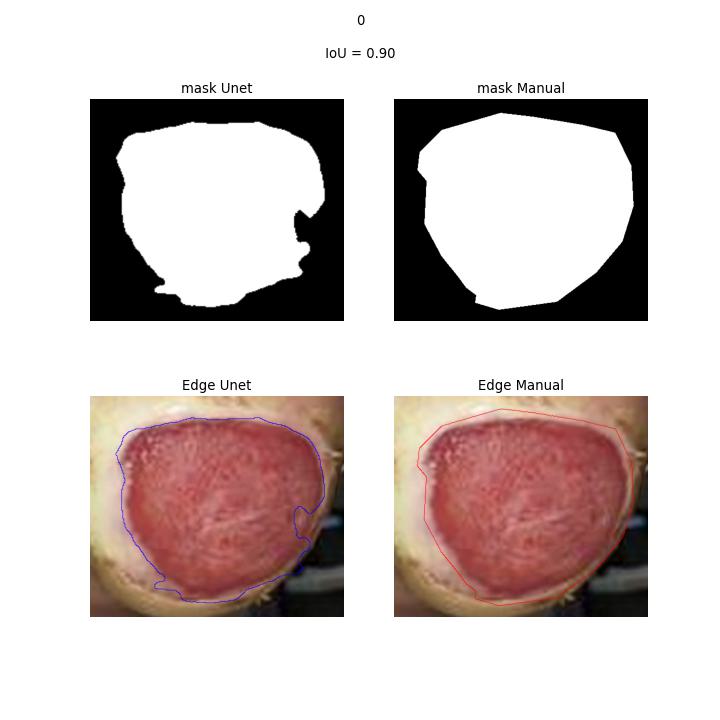 0
IoU = 0.90
mask Unet
mask Manual
Edge Unet
Edge Manual